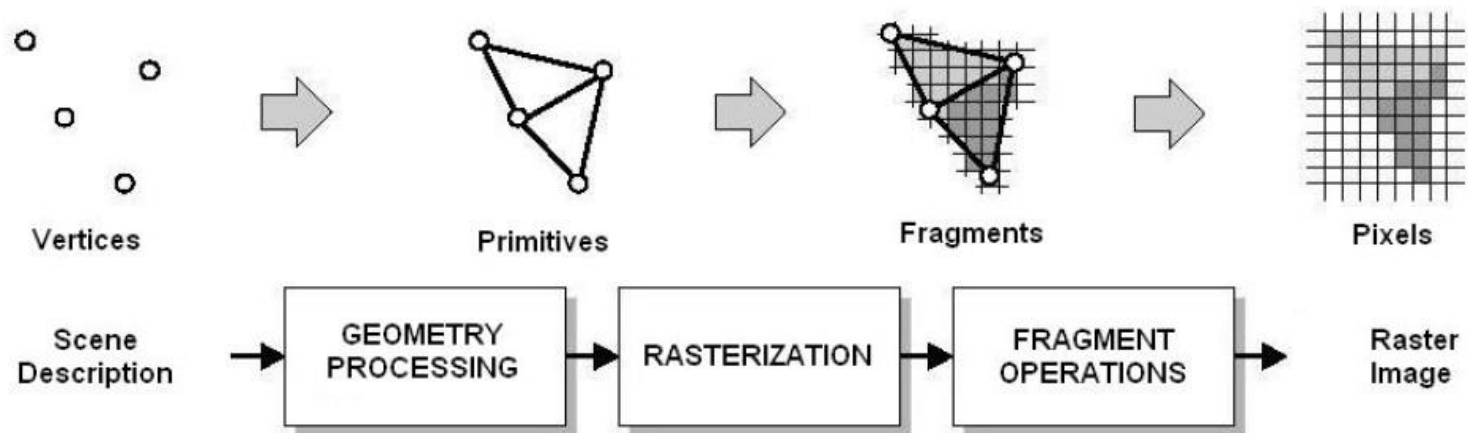 Vertices
Primitives
Fragments
Pixels
Scene
Description
GEOMETRY
PROCESSING
RASTERIZATION
FRAGMENT
OPERATIONS
Raster
Image